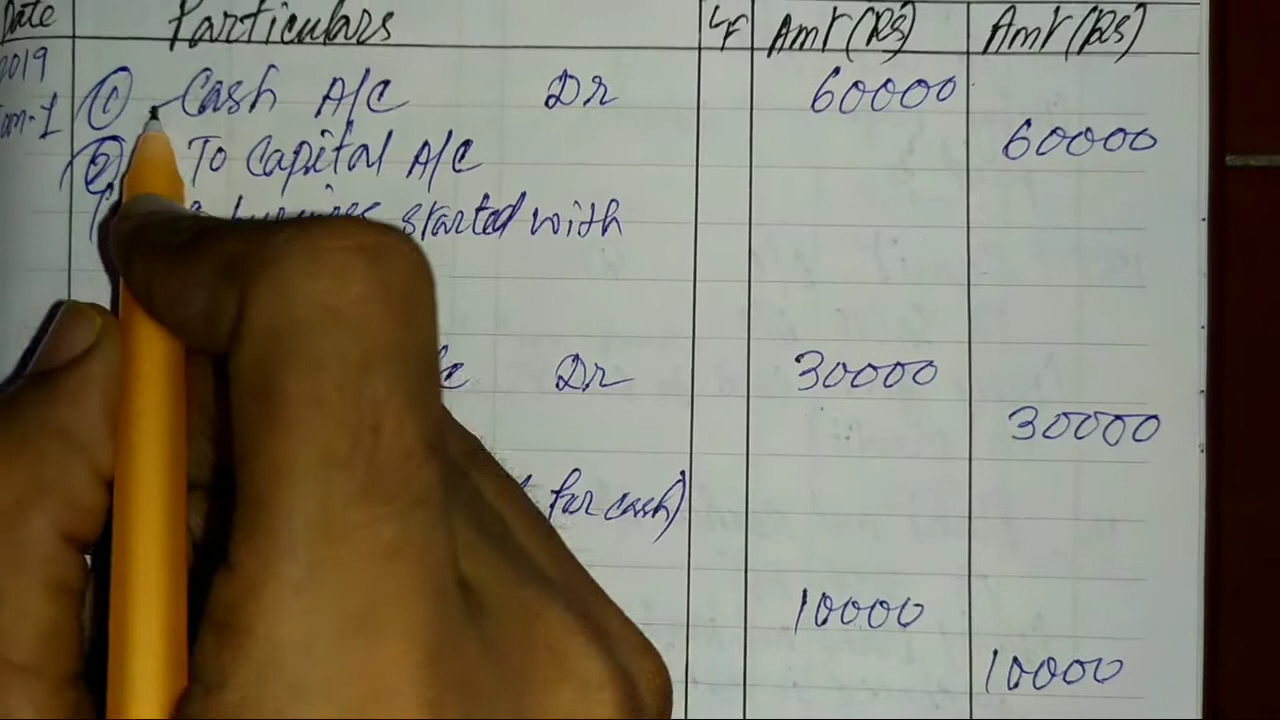 Date Particulars LF Amt (Rs) Amt (Rs)
2019
Jan-1 ① Cash A/C Dr 60000
② To Capital A/C 60000
started with
Dr 30000
30000
for cash)
10000
10000